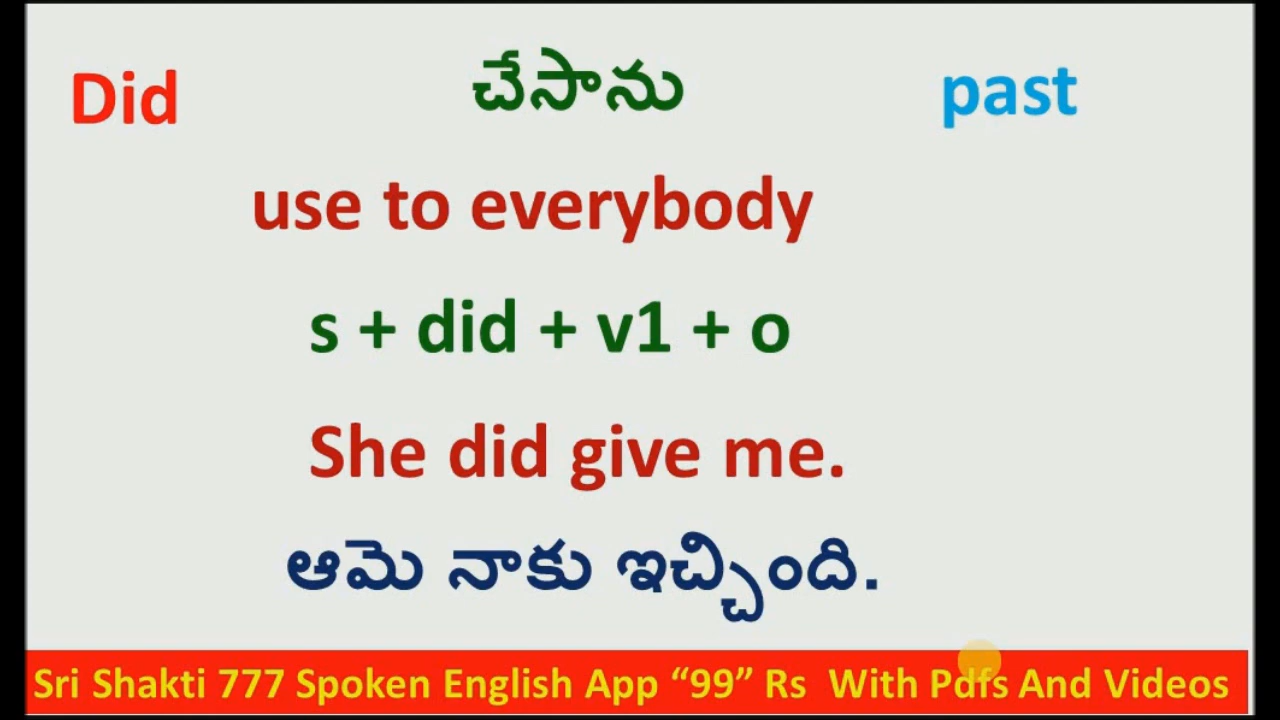 Did చేసాను past
use to everybody
s + did + v1 + o
She did give me.
ఆమె నాకు ఇచ్చింది.
Sri Shakti 777 Spoken English App “99” Rs With Pdfs And Videos